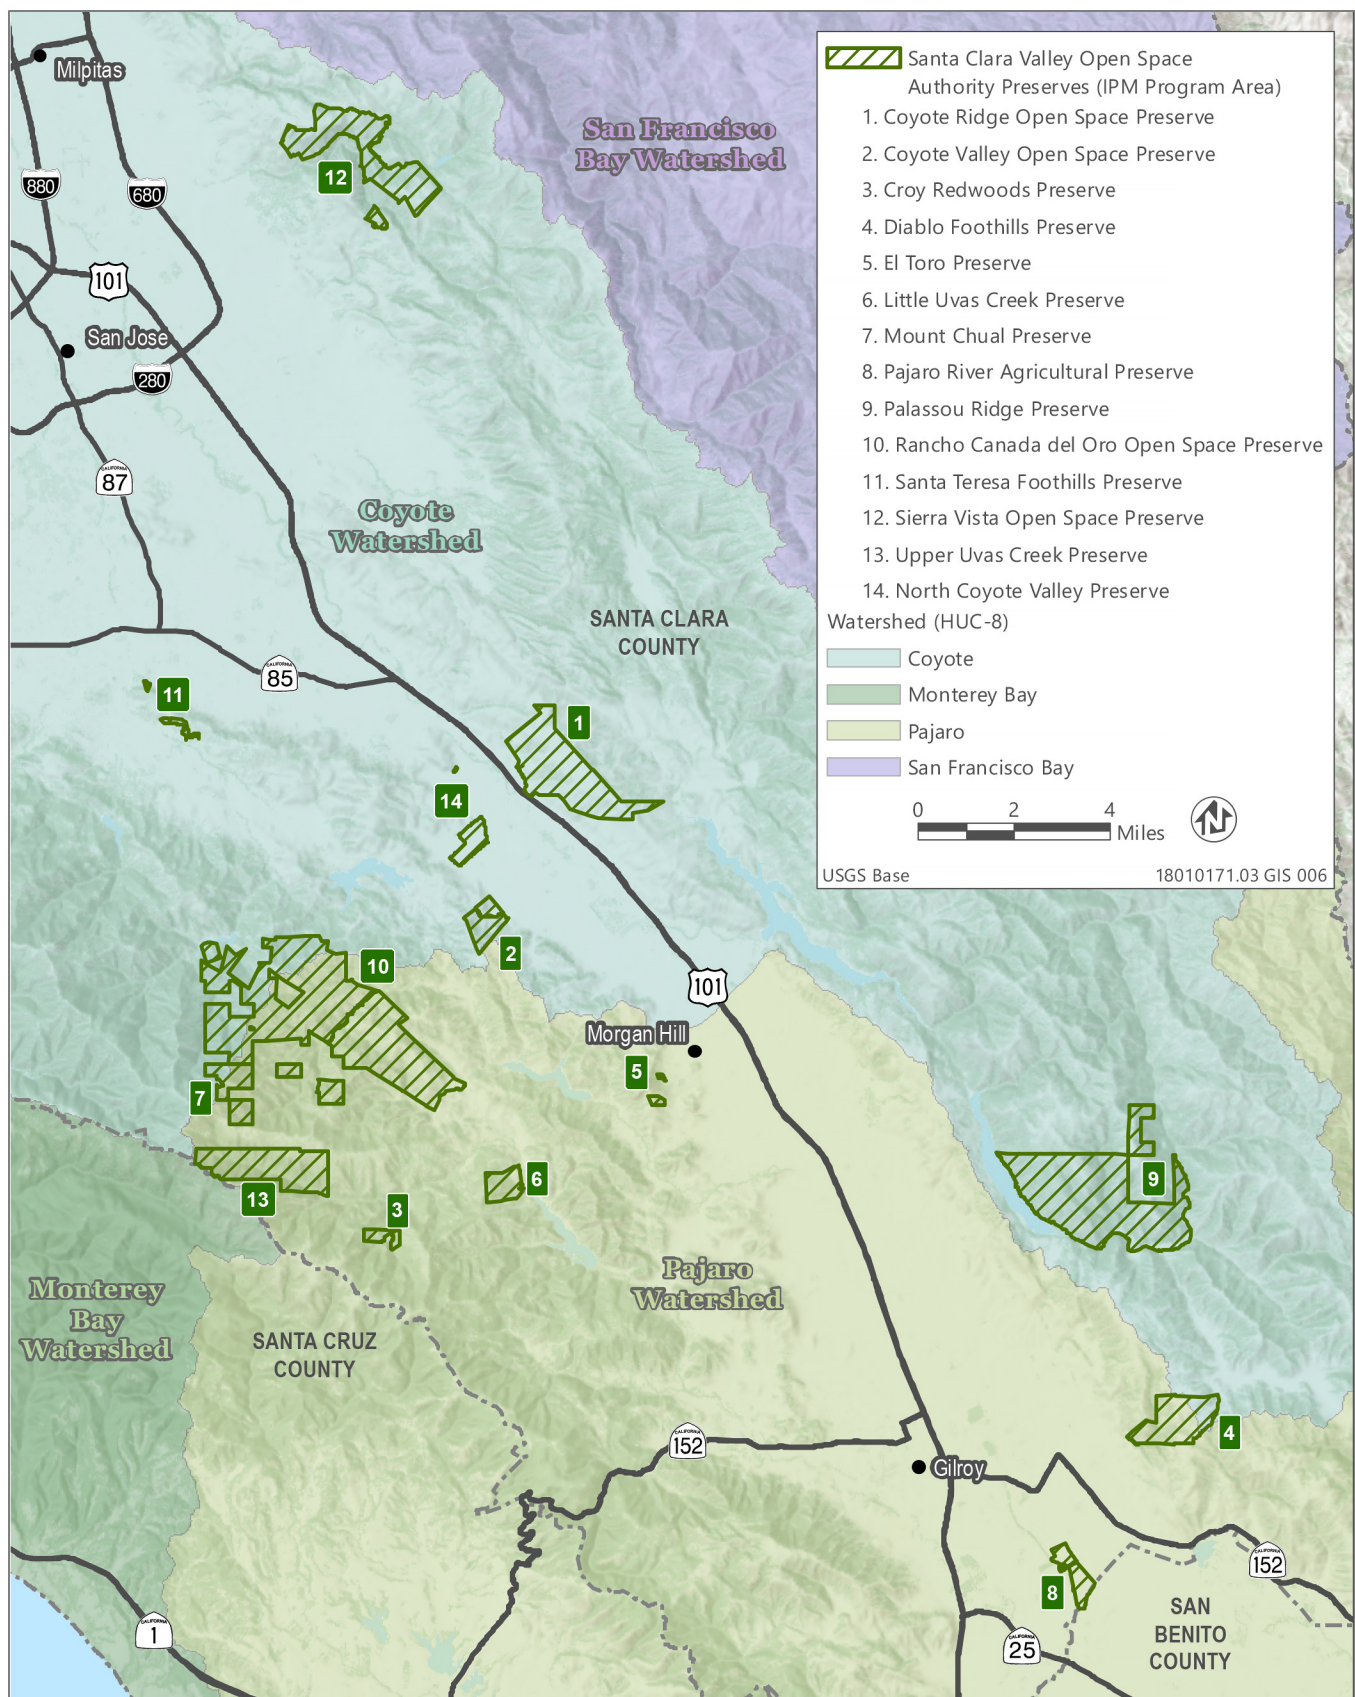 Milpitas
880
680
101
San Jose
280
CALIFORNIA
87
12
San Francisco
Bay Watershed
Coyote
Watershed
SANTA CLARA
COUNTY
CALIFORNIA
85
11
1
14
2
10
101
Morgan Hill
5
7
13
3
6
9
Monterey
Bay
Watershed
Pajaro
Watershed
SANTA CRUZ
COUNTY
CALIFORNIA
152
4
Gilroy
CALIFORNIA
152
8
SAN
BENITO
COUNTY
CALIFORNIA
1
CALIFORNIA
25
Santa Clara Valley Open Space
Authority Preserves (IPM Program Area)
1. Coyote Ridge Open Space Preserve
2. Coyote Valley Open Space Preserve
3. Croy Redwoods Preserve
4. Diablo Foothills Preserve
5. El Toro Preserve
6. Little Uvas Creek Preserve
7. Mount Chual Preserve
8. Pajaro River Agricultural Preserve
9. Palassou Ridge Preserve
10. Rancho Canada del Oro Open Space Preserve
11. Santa Teresa Foothills Preserve
12. Sierra Vista Open Space Preserve
13. Upper Uvas Creek Preserve
14. North Coyote Valley Preserve
Watershed (HUC-8)
Coyote
Monterey Bay
Pajaro
San Francisco Bay
0 2 4
Miles
N
USGS Base 18010171.03 GIS 006